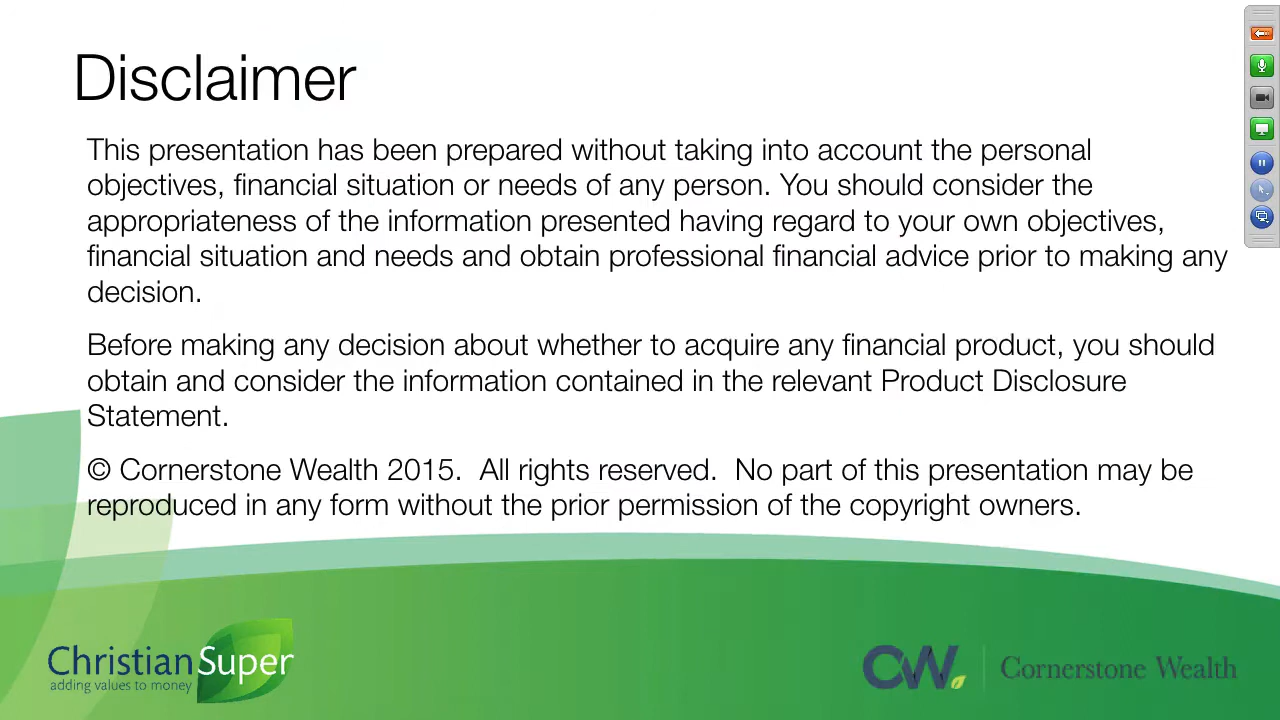 Disclaimer
This presentation has been prepared without taking into account the personal
objectives, financial situation or needs of any person. You should consider the
appropriateness of the information presented having regard to your own objectives,
financial situation and needs and obtain professional financial advice prior to making any
decision.
Before making any decision about whether to acquire any financial product, you should
obtain and consider the information contained in the relevant Product Disclosure
Statement.
© Cornerstone Wealth 2015.  All rights reserved.  No part of this presentation may be
reproduced in any form without the prior permission of the copyright owners.
Christian Super
adding values to money
CW. Cornerstone Wealth